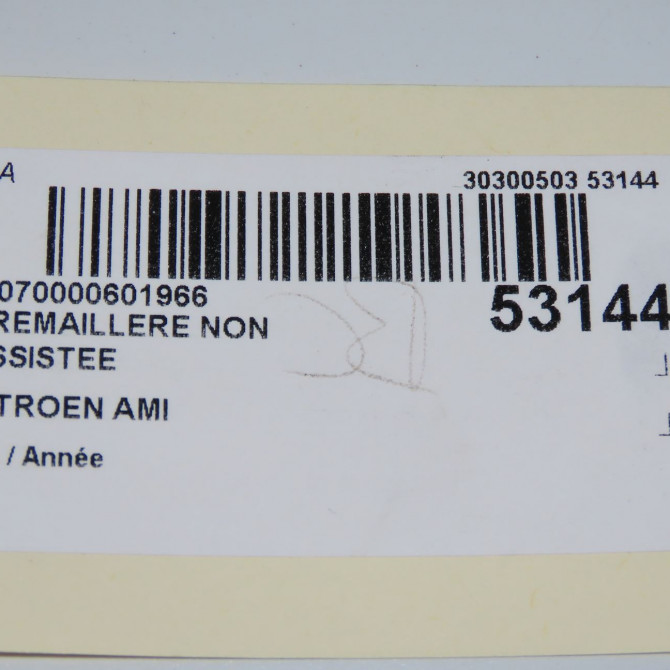 A
30300503 53144
070000601966
53144
REMAILLERE NON
SSISTEE
TROEN AMI
/ Année